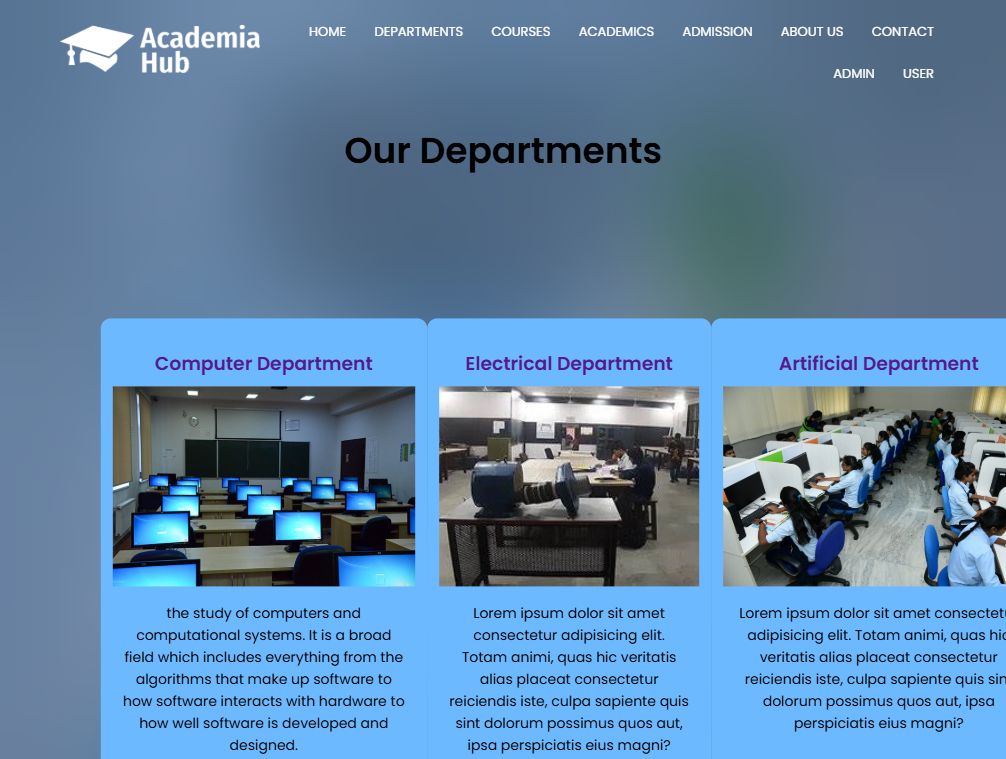 Academia
Hub
HOME DEPARTMENTS COURSES ACADEMICS ADMISSION ABOUT US CONTACT
ADMIN USER
Our Departments
Computer Department
the study of computers and
computational systems. It is a broad
field which includes everything from the
algorithms that make up software to
how software interacts with hardware to
how well software is developed and
designed.
Electrical Department
Lorem ipsum dolor sit amet
consectetur adipisicing elit.
Totam animi, quas hic veritatis
alias placeat consectetur
reiciendis iste, culpa sapiente quis
sint dolorum possimus quos aut,
ipsa perspiciatis eius magni?
Artificial Department
Lorem ipsum dolor sit amet
adipisicing elit. Totam animi, quas
veritatis alias placeat consectetur
reiciendis iste, culpa sapiente quis
dolorum possimus quos aut, ipsa
perspiciatis eius magni?